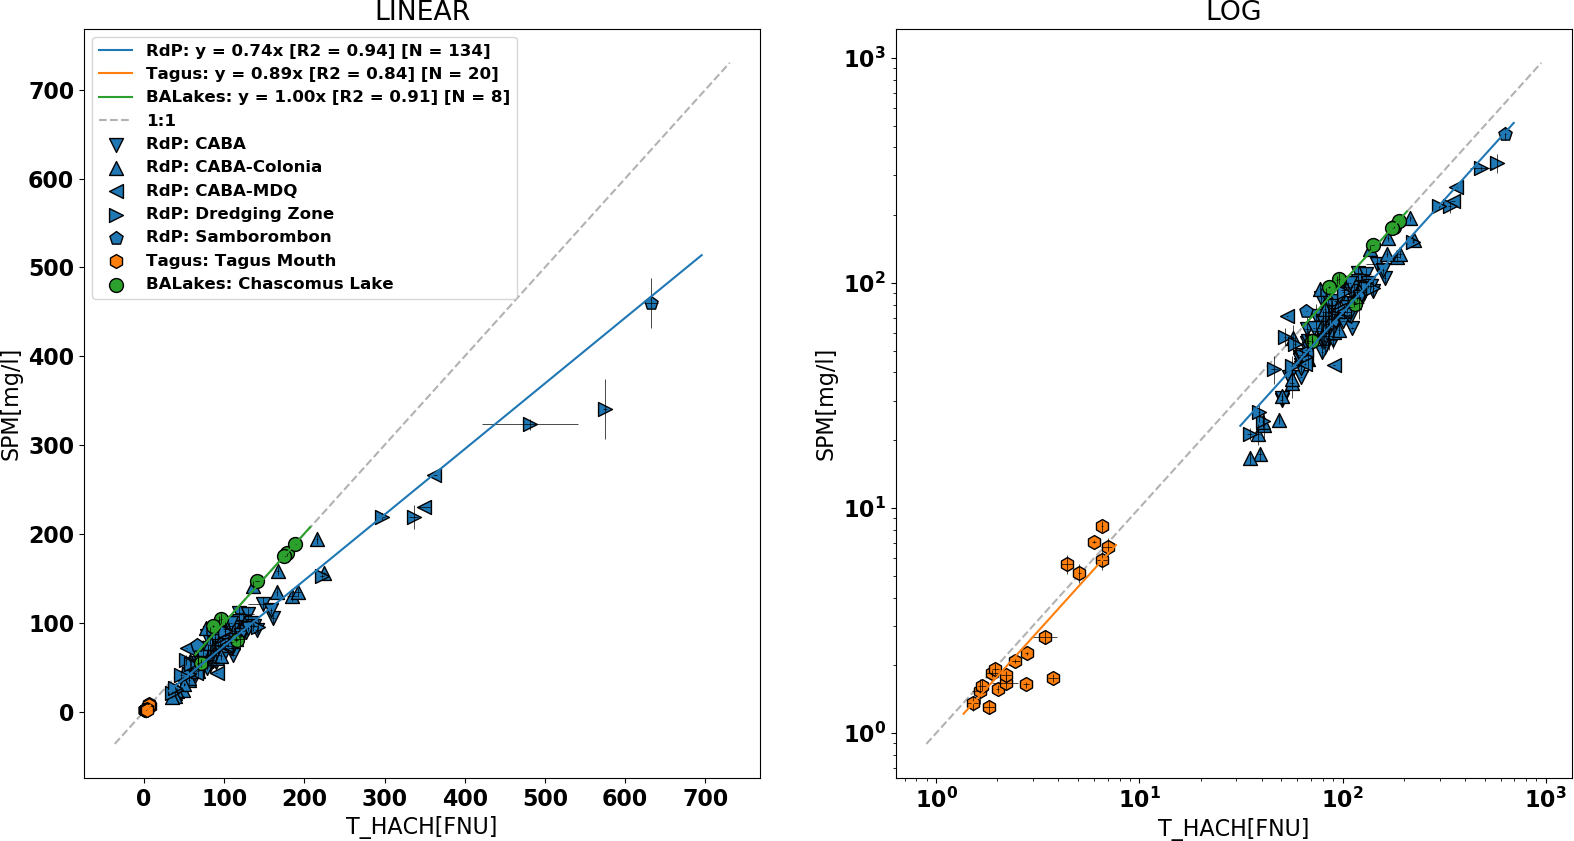 LINEAR
RdP: y = 0.74x [R2 = 0.94] [N = 134]
Tagus: y = 0.89x [R2 = 0.84] [N = 20]
BALakes: y = 1.00x [R2 = 0.91] [N = 8]
1:1
RdP: CABA
RdP: CABA-Colonia
RdP: CABA-MDQ
RdP: Dredging Zone
RdP: Samborombon
Tagus: Tagus Mouth
BALakes: Chascomus Lake
SPM[mg/l]
700
600
500
400
300
200
100
0
0 100 200 300 400 500 600 700
T_HACH[FNU]
LOG
SPM[mg/l]
10³
10²
10¹
10⁰
10⁰ 10¹ 10² 10³
T_HACH[FNU]